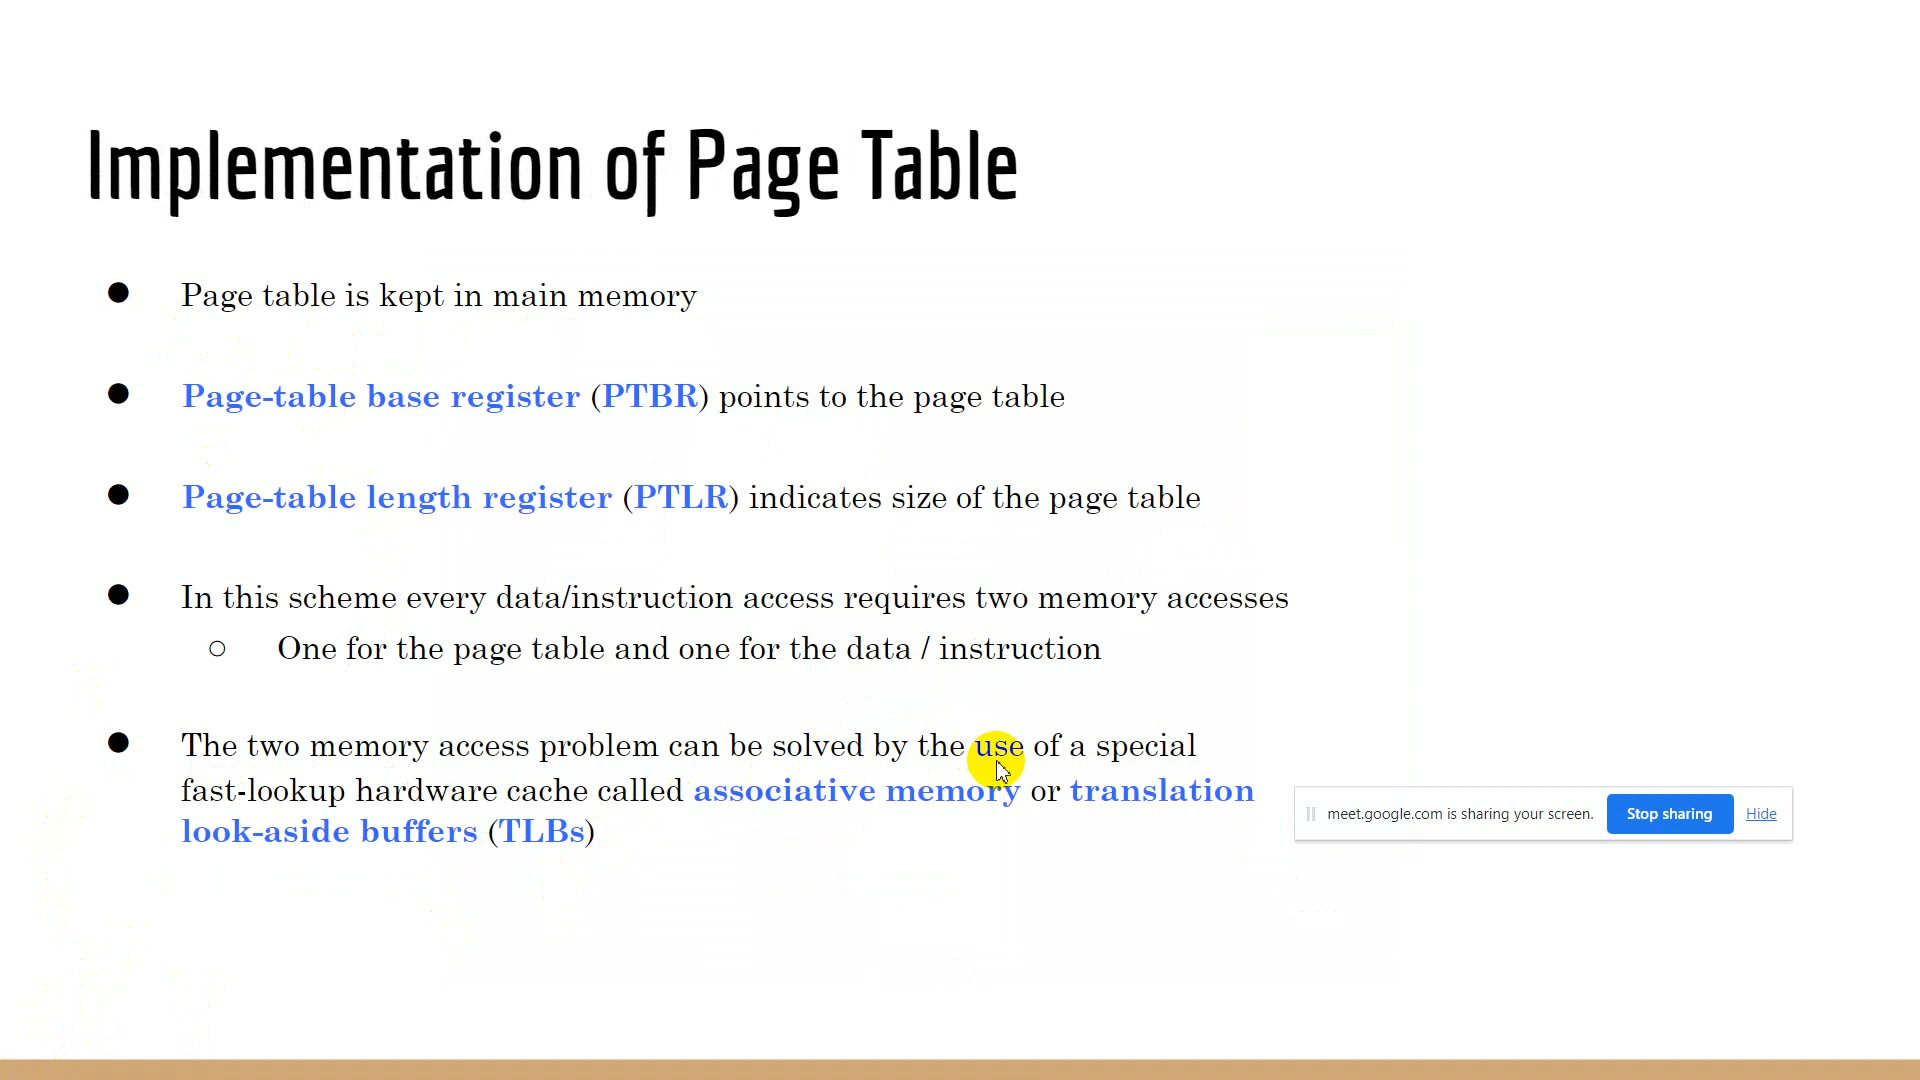 Implementation of Page Table
● Page table is kept in main memory
● Page-table base register (PTBR) points to the page table
● Page-table length register (PTLR) indicates size of the page table
● In this scheme every data/instruction access requires two memory accesses
○ One for the page table and one for the data / instruction
● The two memory access problem can be solved by the use of a special
fast-lookup hardware cache called associative memory or translation
look-aside buffers (TLBs)
meet.google.com is sharing your screen. Stop sharing Hide